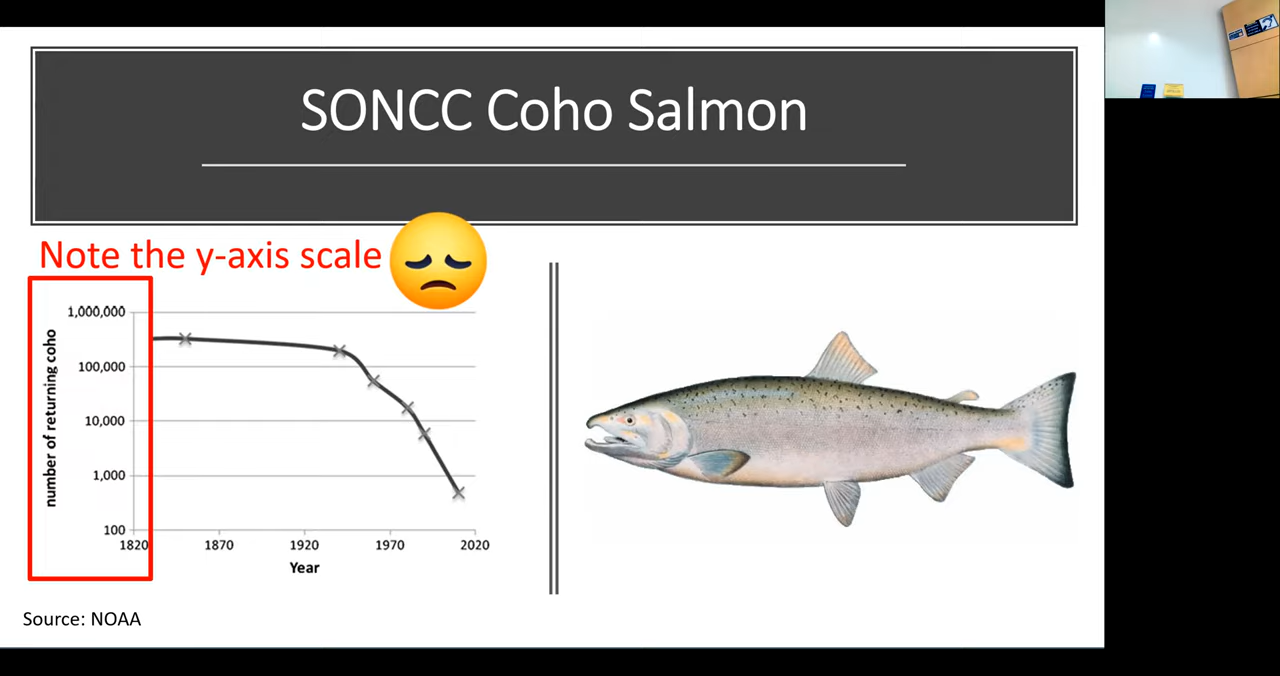 SONCC Coho Salmon
Note the y-axis scale
1,000,000
100,000
10,000
1,000
100
number of returning coho
1820
1870
1920
1970
2020
Year
Source: NOAA